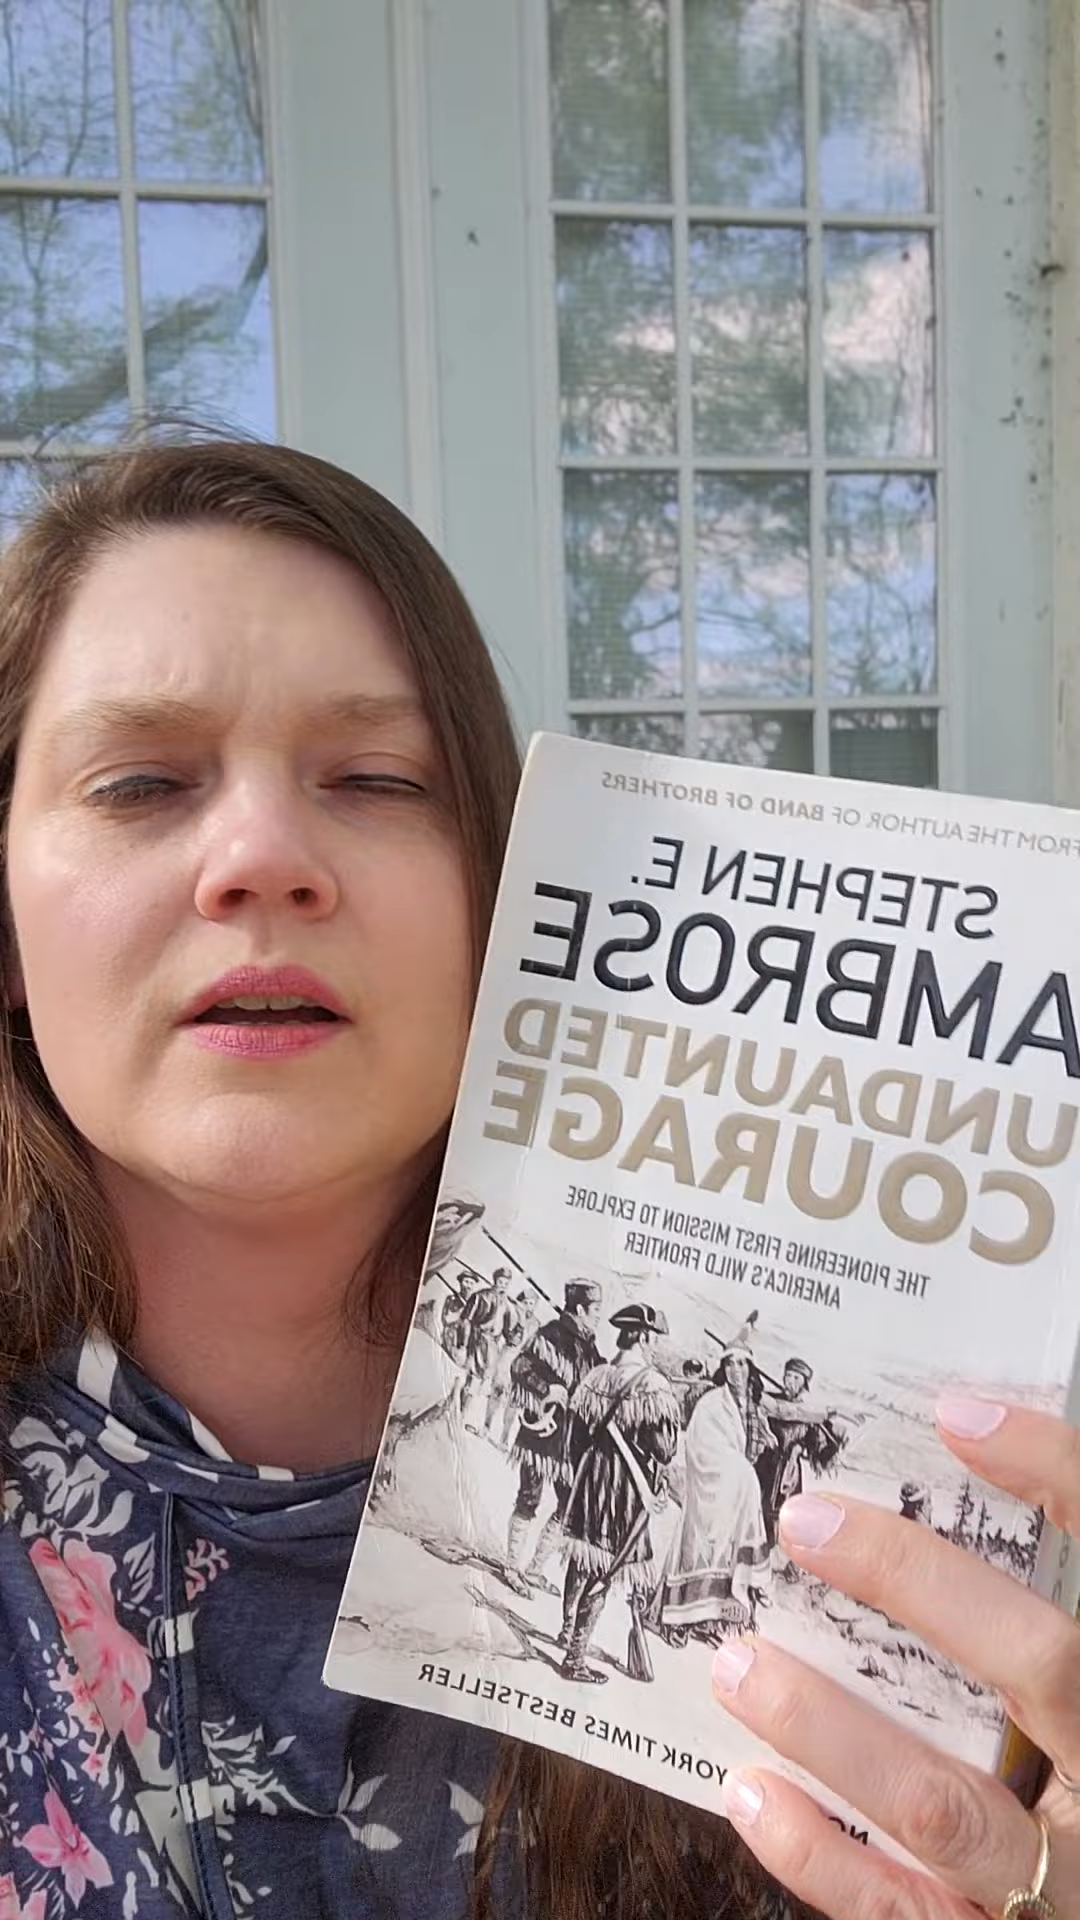 FROM THE AUTHOR OF BAND OF BROTHERS
STEPHEN E.
AMBROSE
UNDAUNTED
COURAGE
THE PIONEERING FIRST MISSION TO EXPLORE
AMERICA'S WILD FRONTIER
YORK TIMES BESTSELLER